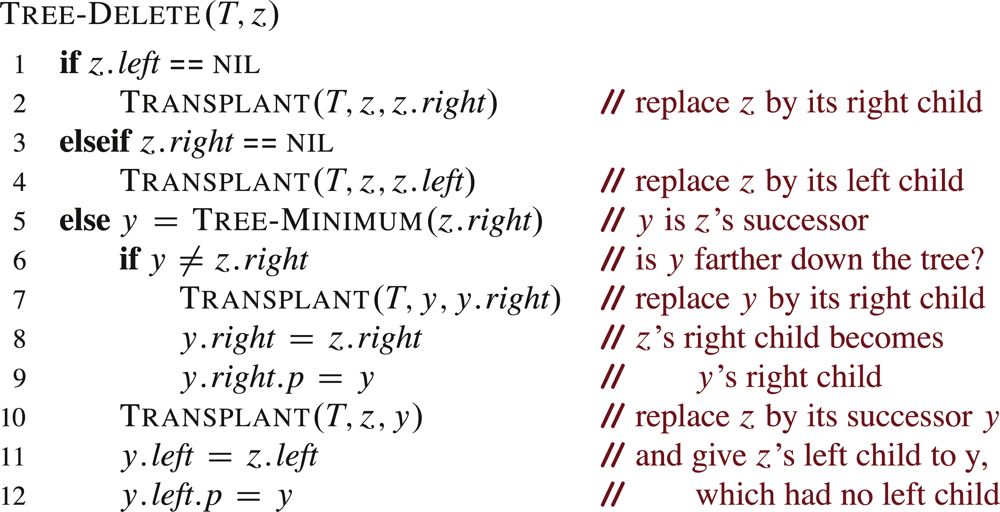 TREE-DELETE(T, z)
1 if z.left == NIL
2 TRANSPLANT(T, z, z.right) // replace z by its right child
3 elseif z.right == NIL
4 TRANSPLANT(T, z, z.left) // replace z by its left child
5 else y = TREE-MINIMUM(z.right) // y is z’s successor
6 if y ≠ z.right // is y farther down the tree?
7 TRANSPLANT(T, y, y.right) // replace y by its right child
8 y.right = z.right // z’s right child becomes
9 y.right.p = y // y’s right child
10 TRANSPLANT(T, z, y) // replace z by its successor y
11 y.left = z.left // and give z’s left child to y,
12 y.left.p = y // which had no left child